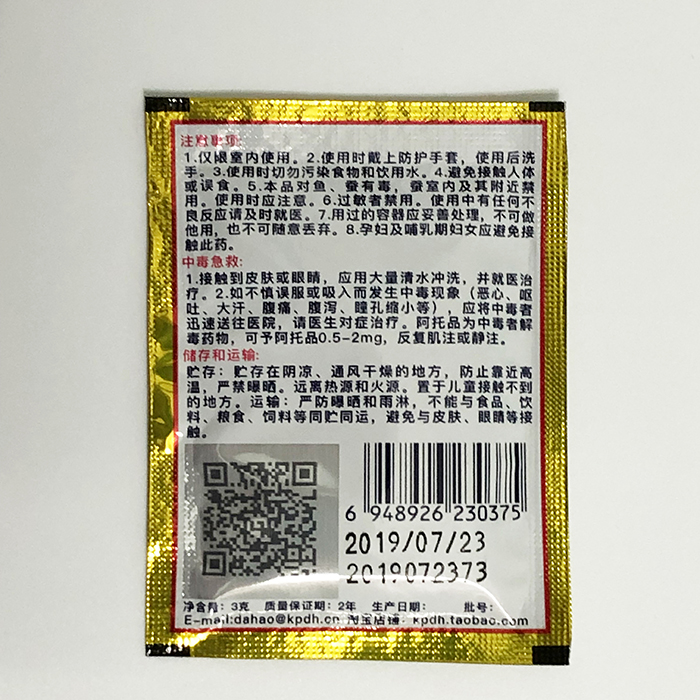 注意事项:
1.仅限室内使用。2.使用时戴上防护手套，使用后洗
手。3.使用时切勿污染食物和饮用水。4.避免接触人体
或误食。5.本品对鱼、蚕有毒，蚕室内及其附近禁
用。使用时应注意。6.过敏者禁用。使用中有任何不
良反应请及时就医。7.用过的容器应妥善处理，不可做
他用，也不可随意丢弃。8.孕妇及哺乳期妇女应避免接
触此药。
中毒急救:
1.接触到皮肤或眼睛，应用大量清水冲洗，并就医治
疗。2.如不慎误服或吸入而发生中毒现象（恶心、呕
吐、大汗、腹痛、腹泻、瞳孔缩小等），应将中毒者
迅速送往医院，请医生对症治疗。阿托品为中毒者解
毒药物，可予阿托品0.5-2mg，反复肌注或静注。
储存和运输:
贮存：贮存在阴凉、通风干燥的地方，防止靠近高
温，严禁曝晒。远离热源和火源。置于儿童接触不到
的地方。运输：严防曝晒和雨淋，不能与食品、饮
料、粮食、饲料等同贮同运，避免与皮肤、眼睛等接
触。
6 948926 230375
2019/07/23
2019072373
净含量：3克 质量保证期：2年 生产日期： 批号：
E-mail:dahao@kpdh.cn 淘宝店铺：kpdh.taobao.com